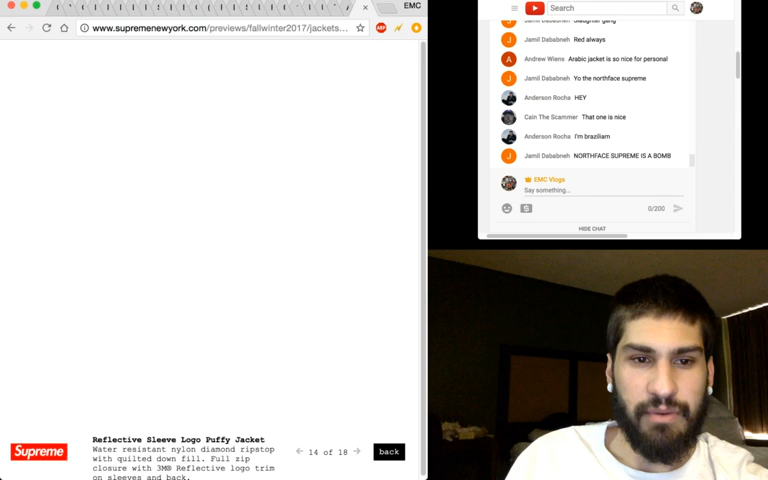 EMC
www.supremenewyork.com/previews/fallwinter2017/jackets...
ABP
Supreme
Reflective Sleeve Logo Puffy Jacket
Water resistant nylon diamond ripstop
with quilted down fill. Full zip
closure with 3M® Reflective logo trim
on sleeves and back.
14 of 18
back
Search
Jamil Dababneh
Jamil Dababneh Red always
A Andrew Wiens Arabic jacket is so nice for personal
J Jamil Dababneh Yo the northface supreme
Anderson Rocha HEY
Cain The Scammer That one is nice
Anderson Rocha I'm braziliam
J Jamil Dababneh NORTHFACE SUPREME IS A BOMB
EMC Vlogs
Say something...
0/200
HIDE CHAT